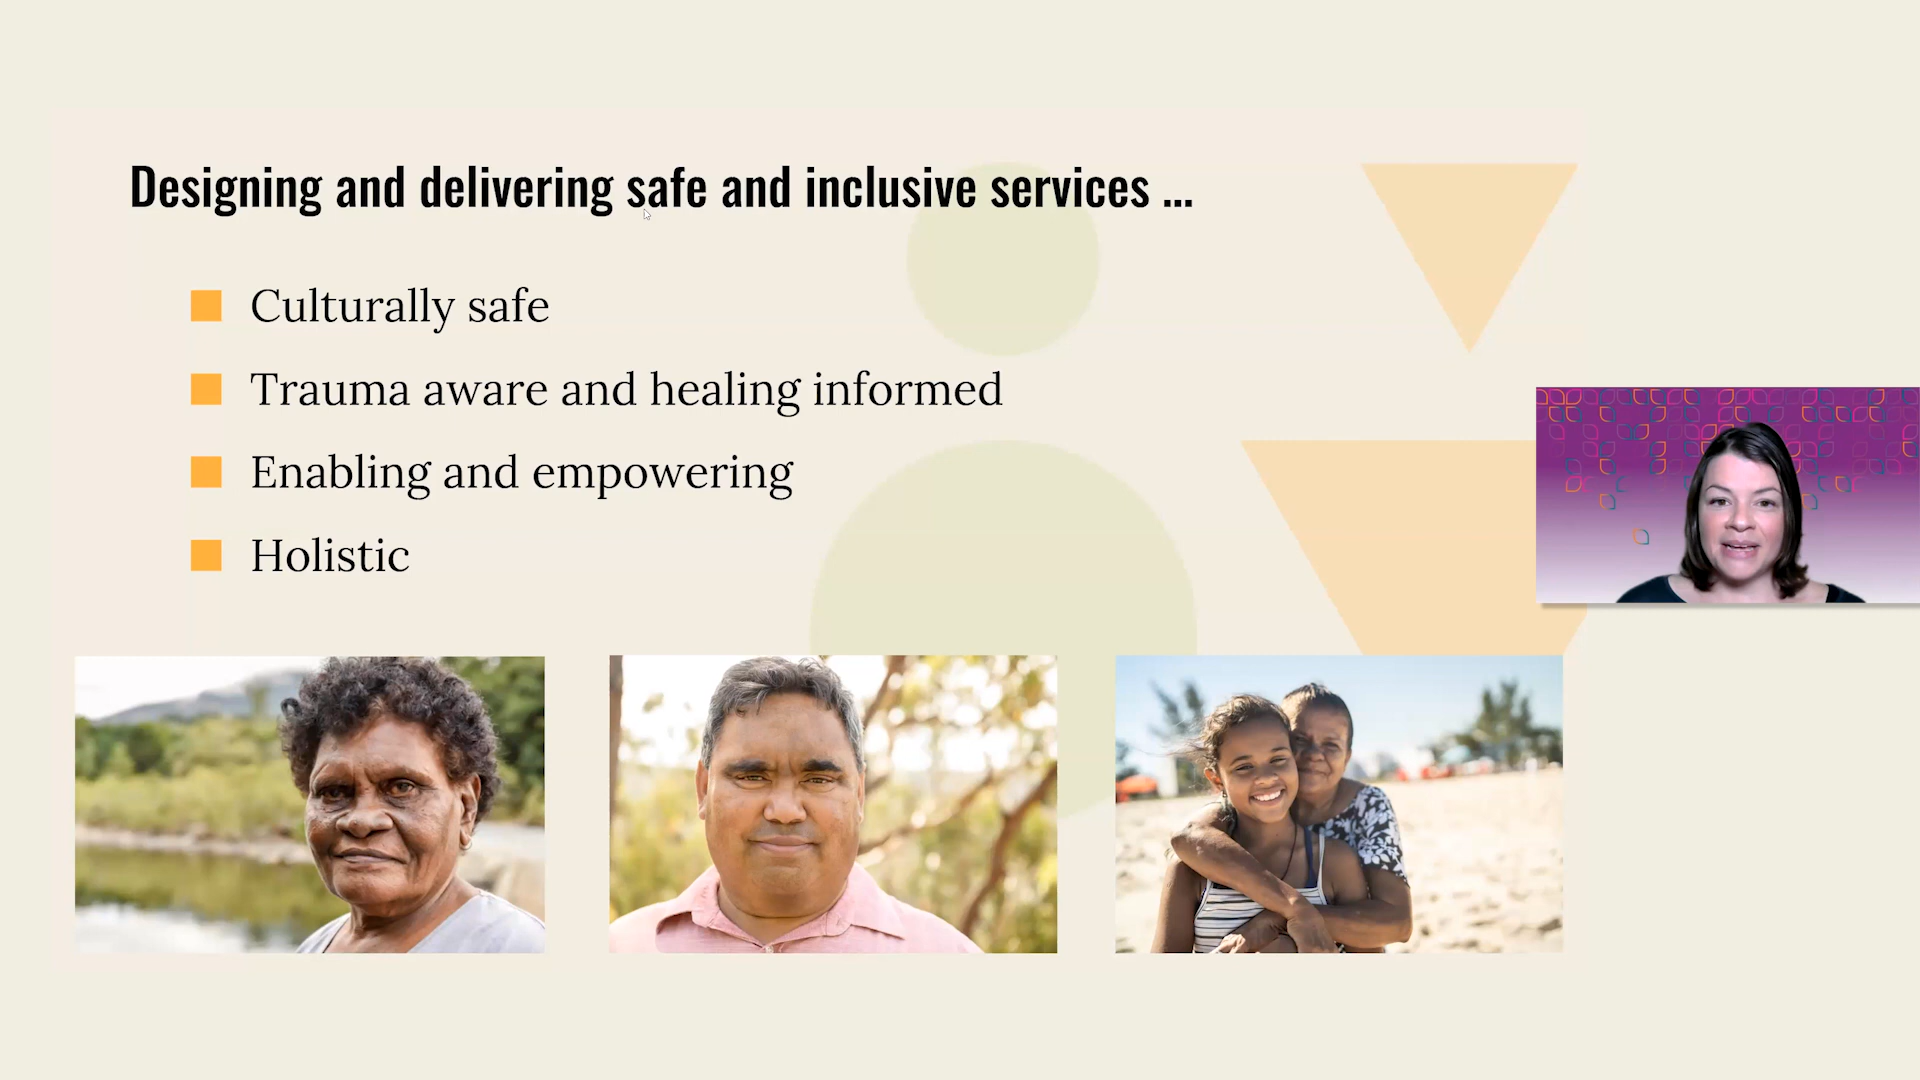 Designing and delivering safe and inclusive services ...
Culturally safe
Trauma aware and healing informed
Enabling and empowering
Holistic